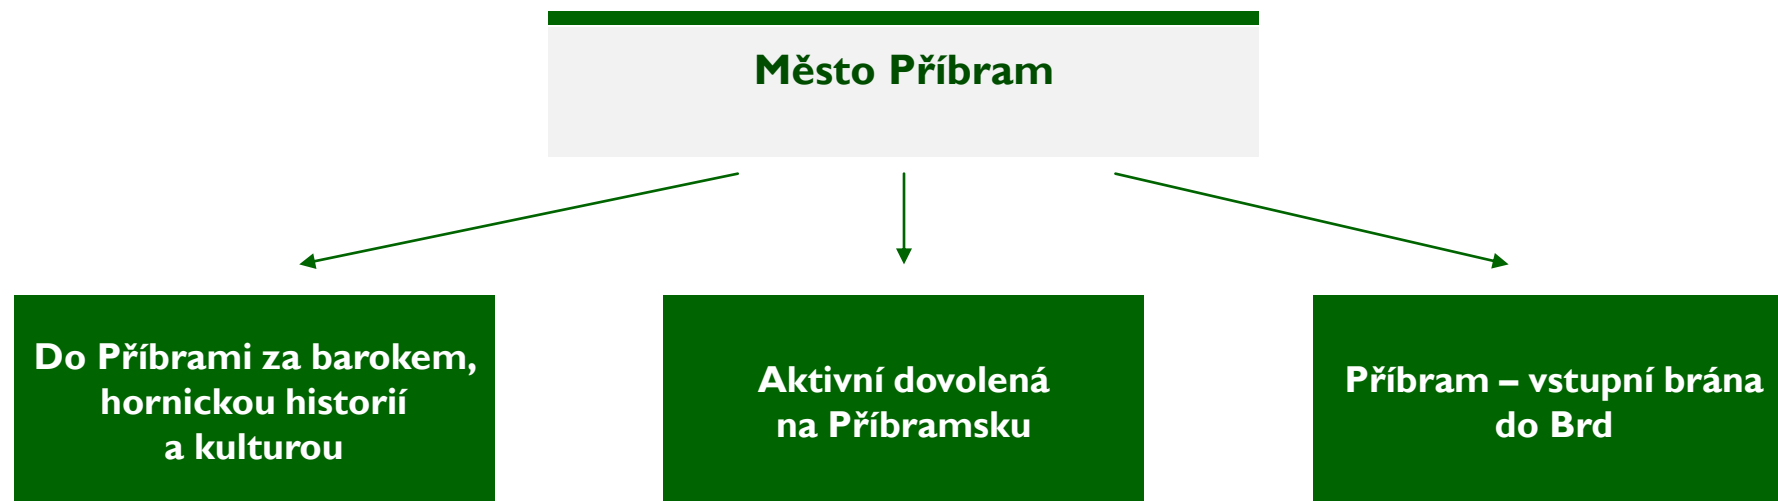 Město Příbram
Do Příbrami za barokem,
hornickou historií
a kulturou
Aktivní dovolená
na Příbramsku
Příbram – vstupní brána
do Brd